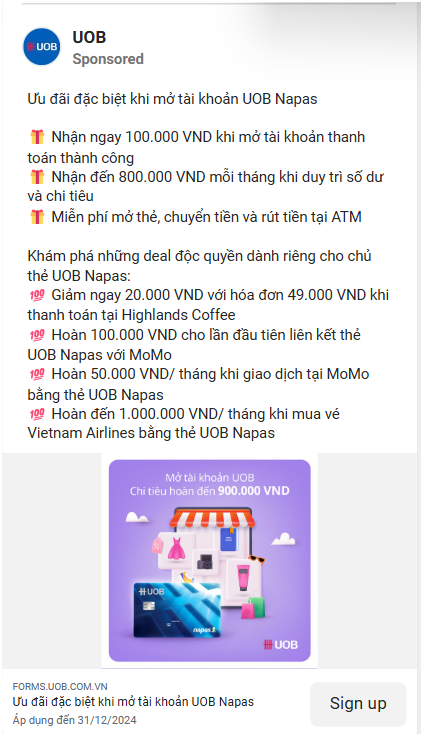 UOB
UOB
Sponsored
Ưu đãi đặc biệt khi mở tài khoản UOB Napas
🎁 Nhận ngay 100.000 VND khi mở tài khoản thanh
toán thành công
🎁 Nhận đến 800.000 VND mỗi tháng khi duy trì số dư
và chi tiêu
🎁 Miễn phí mở thẻ, chuyển tiền và rút tiền tại ATM
Khám phá những deal độc quyền dành riêng cho chủ
thẻ UOB Napas:
💯 Giảm ngay 20.000 VND với hóa đơn 49.000 VND khi
thanh toán tại Highlands Coffee
💯 Hoàn 100.000 VND cho lần đầu tiên liên kết thẻ
UOB Napas với MoMo
💯 Hoàn 50.000 VND/ tháng khi giao dịch tại MoMo
bằng thẻ UOB Napas
💯 Hoàn đến 1.000.000 VND/ tháng khi mua vé
Vietnam Airlines bằng thẻ UOB Napas
Mở tài khoản UOB
Chi tiêu hoàn đến 900.000 VND
UOB
napas
UOB
FORMS.UOB.COM.VN
Ưu đãi đặc biệt khi mở tài khoản UOB Napas
Áp dụng đến 31/12/2024
Sign up